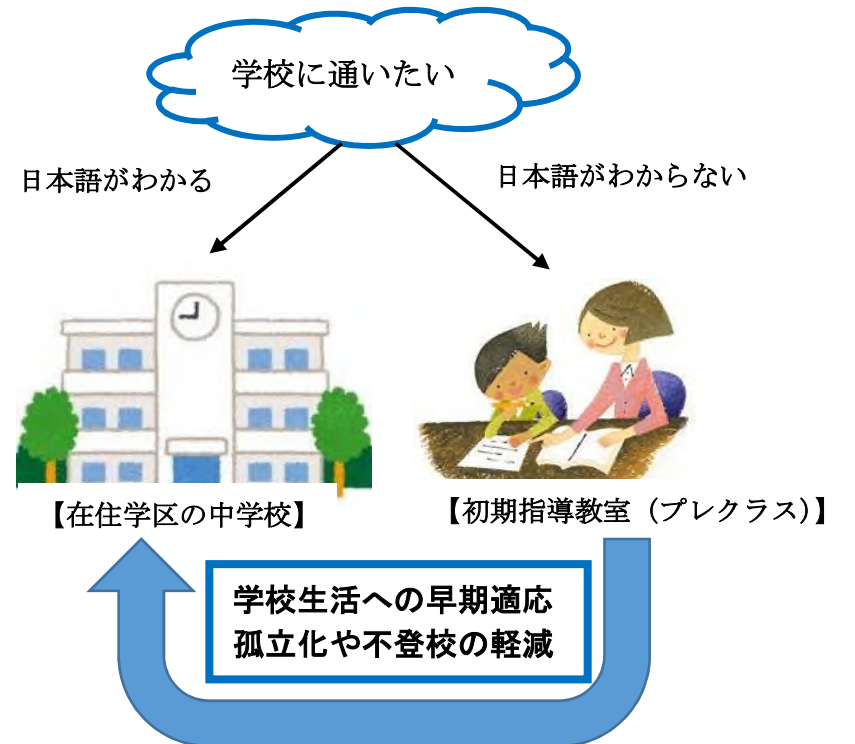 学校に通いたい
日本語がわかる
日本語がわからない
【在住学区の中学校】
【初期指導教室（プレクラス）】
学校生活への早期適応
孤立化や不登校の軽減